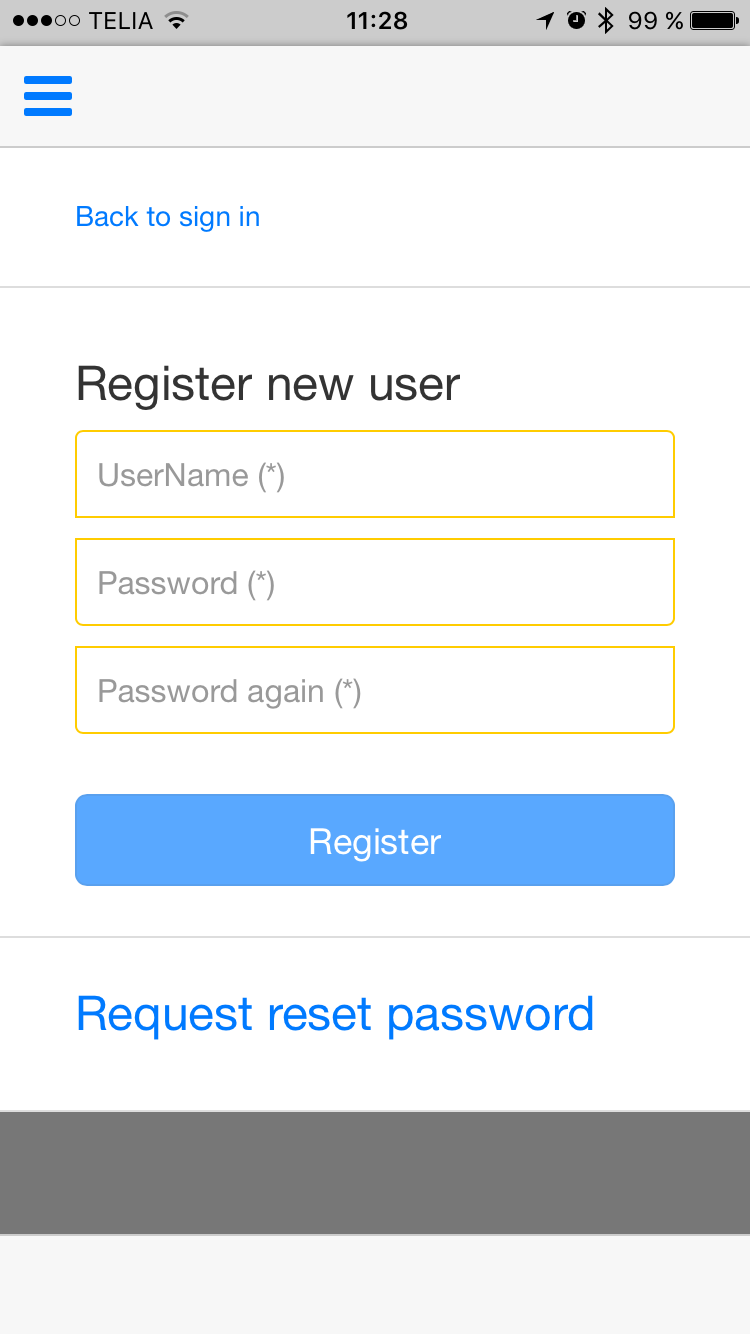 TELIA 11:28 99 %
Back to sign in
Register new user
UserName (*)
Password (*)
Password again (*)
Register
Request reset password